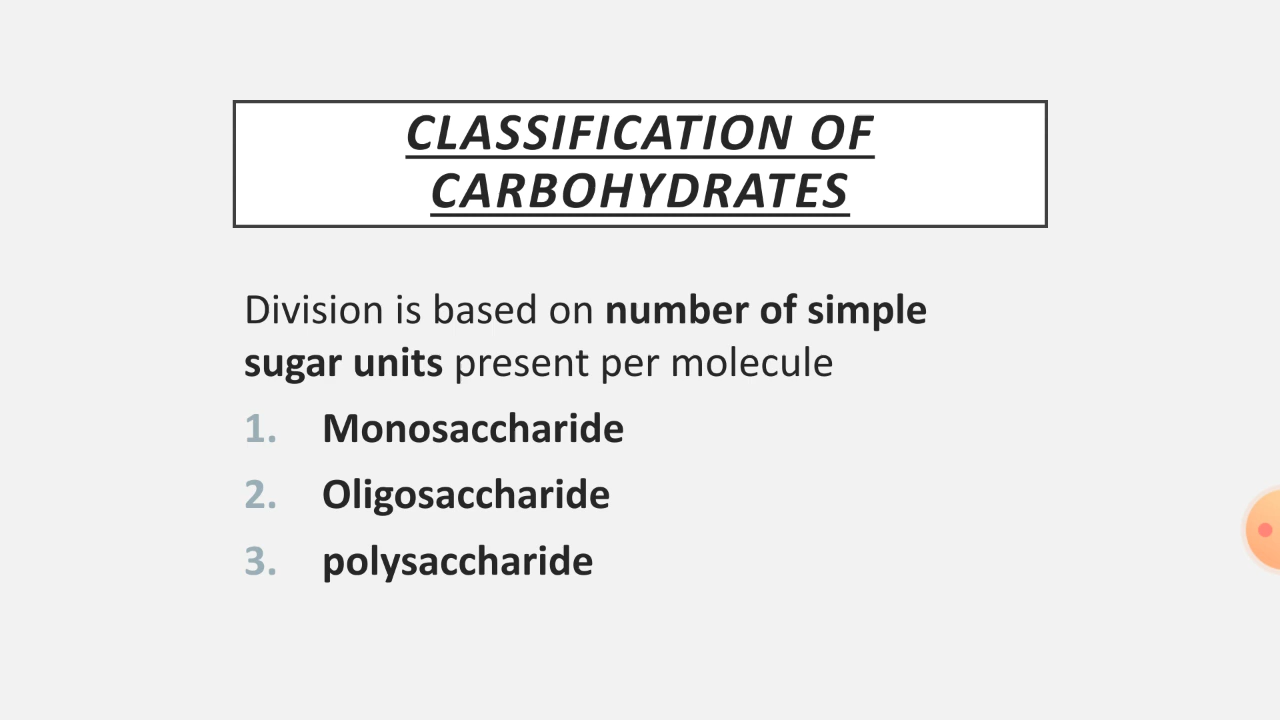 CLASSIFICATION OF
CARBOHYDRATES
Division is based on number of simple
sugar units present per molecule
1. Monosaccharide
2. Oligosaccharide
3. polysaccharide